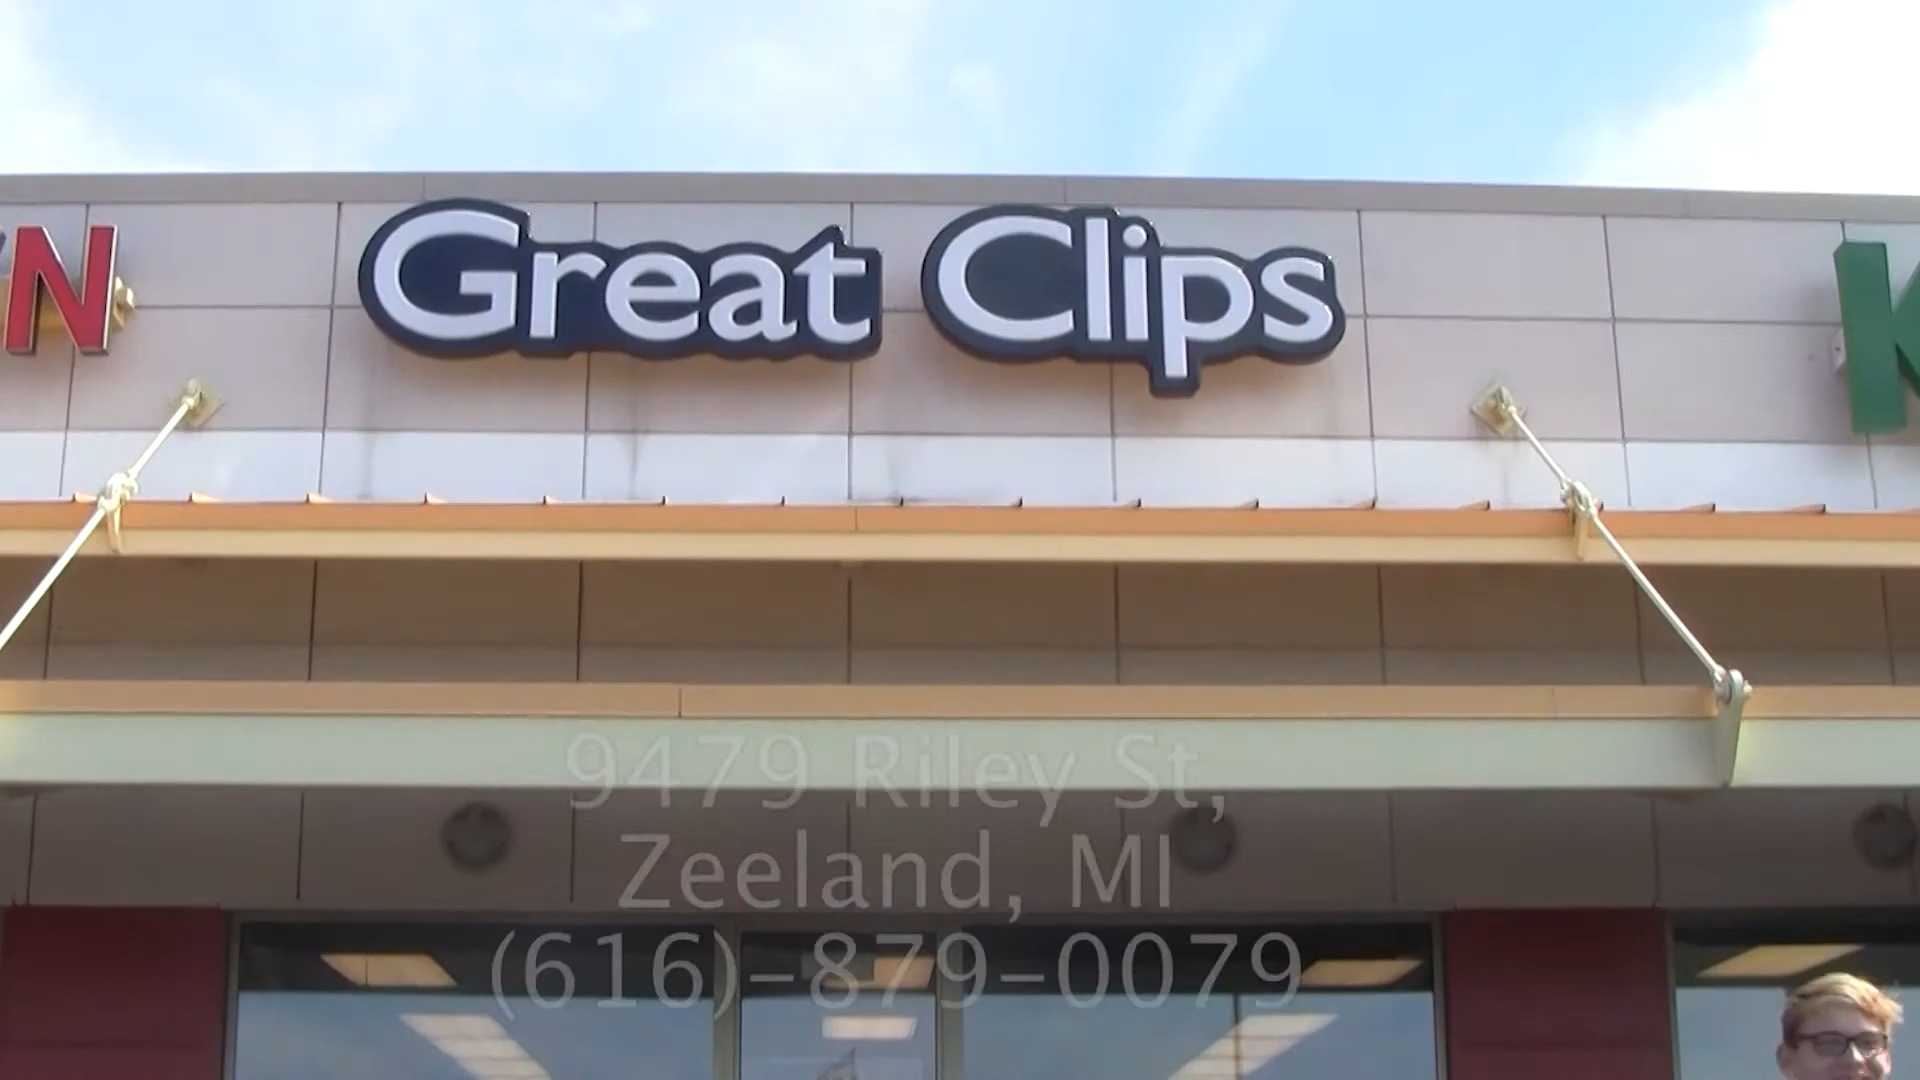 N
Great Clips
K
9479 Riley St,
Zeeland, MI
(616)-879-0079